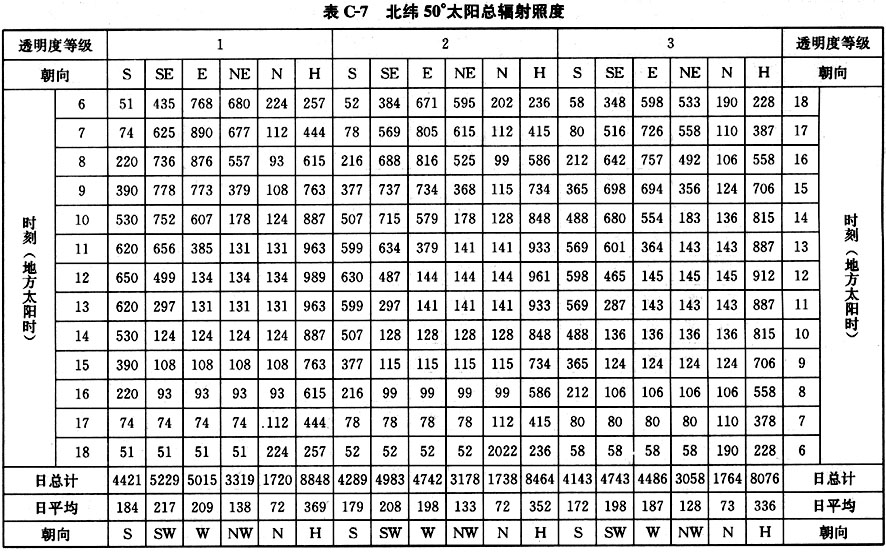 表 C-7 北纬 50°太阳总辐射照度
透明度等级 1 2 3 透明度等级
朝向 S SE E NE N H S SE E NE N H S SE E NE N H 朝向
时刻(地方太阳时) 时刻(地方太阳时)
6 51 435 768 680 224 257 52 384 671 595 202 236 58 348 598 533 190 228 18
7 74 625 890 677 112 444 78 569 805 615 112 415 80 516 726 558 110 387 17
8 220 736 876 557 93 615 216 688 816 525 99 586 212 642 757 492 106 558 16
9 390 778 773 379 108 763 377 737 734 368 115 734 365 698 694 356 124 706 15
10 530 752 607 178 124 887 507 715 579 178 128 848 488 680 554 183 136 815 14
11 620 656 385 131 131 963 599 634 379 141 141 933 569 601 364 143 143 887 13
12 650 499 134 134 134 989 630 487 144 144 144 961 598 465 145 145 145 912 12
13 620 297 131 131 131 963 599 297 141 141 141 933 569 287 143 143 143 887 11
14 530 124 124 124 124 887 507 128 128 128 128 848 488 136 136 136 136 815 10
15 390 108 108 108 108 763 377 115 115 115 115 734 365 124 124 124 124 706 9
16 220 93 93 93 93 615 216 99 99 99 99 586 212 106 106 106 106 558 8
17 74 74 74 74 .112 444 78 78 78 78 112 415 80 80 80 80 110 378 7
18 51 51 51 51 224 257 52 52 52 52 2022 236 58 58 58 58 190 228 6
日总计 4421 5229 5015 3319 1720 8848 4289 4983 4742 3178 1738 8464 4143 4743 4486 3058 1764 8076 日总计
日平均 184 217 209 138 72 369 179 208 198 133 72 352 172 198 187 128 73 336 日平均
朝向 S SW W NW N H S SW W NW N H S SW W NW N H 朝向